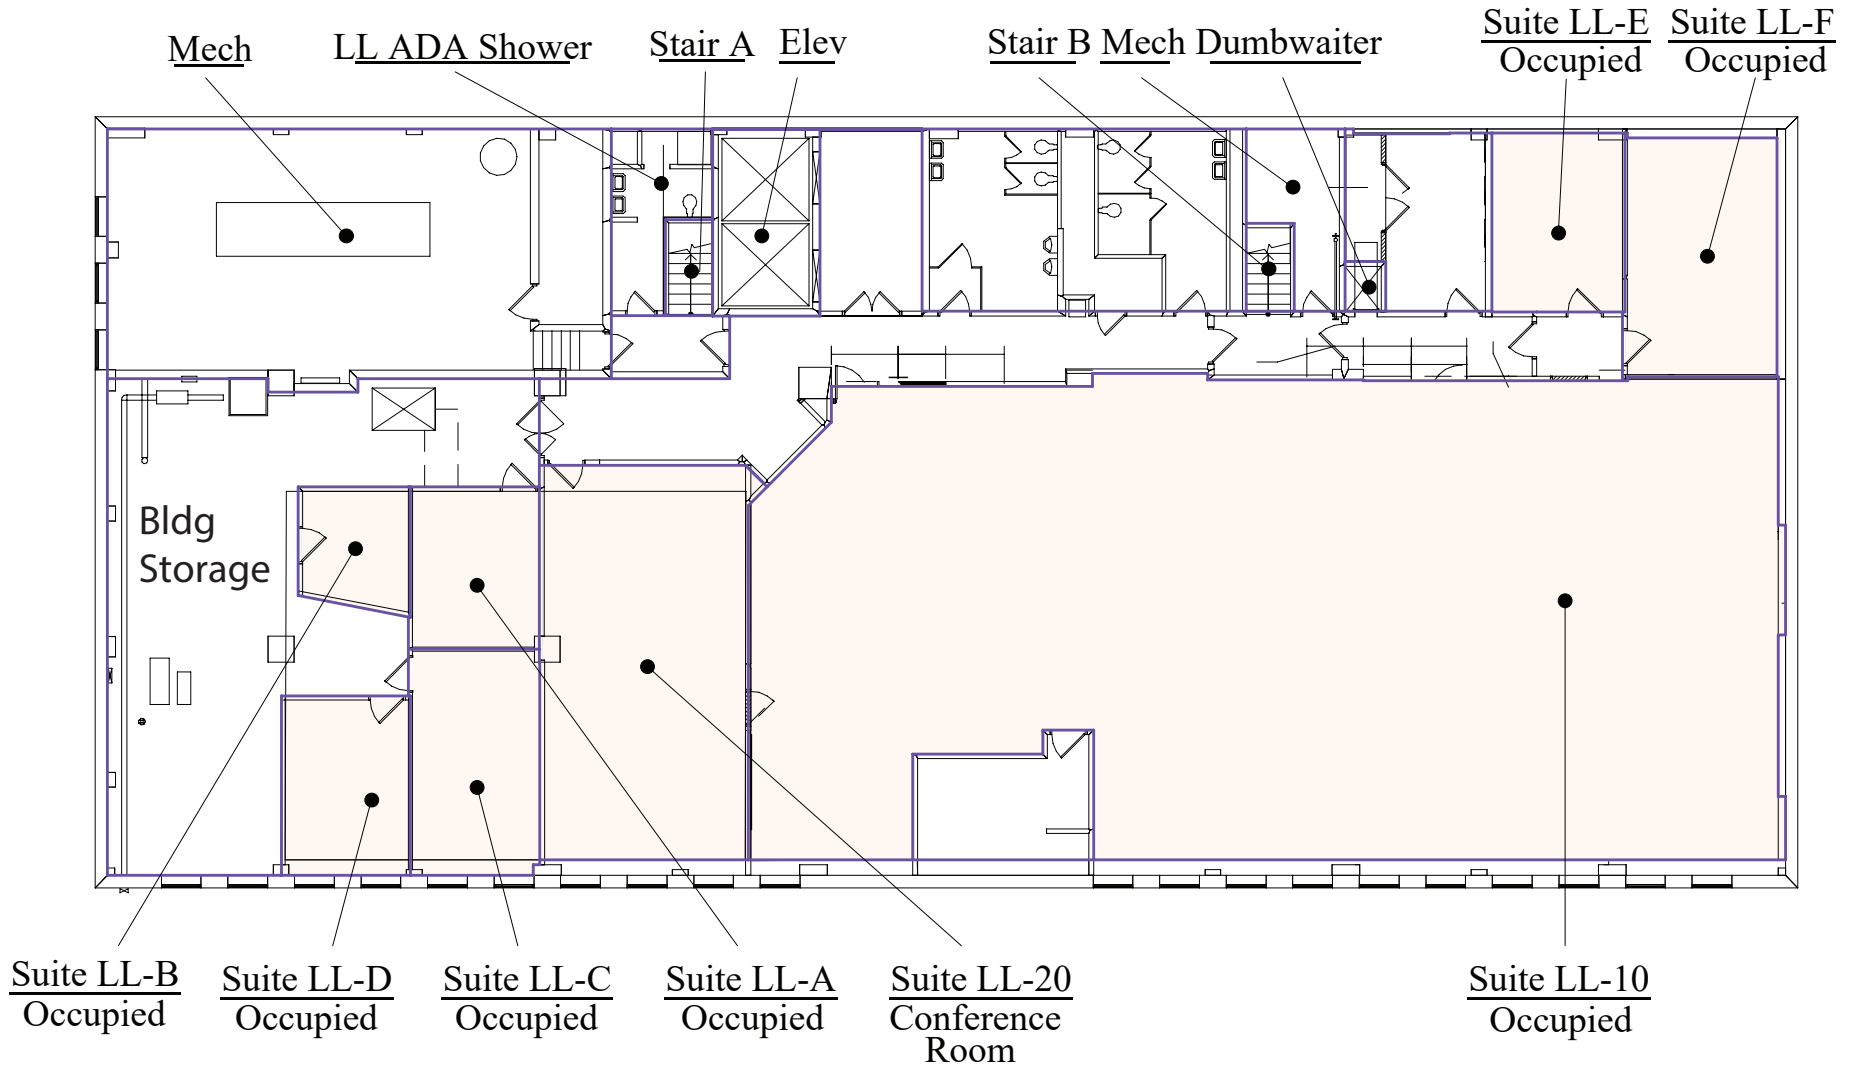 Mech
LL ADA Shower
Stair A
Elev
Stair B
Mech
Dumbwaiter
Suite LL-E
Occupied
Suite LL-F
Occupied
Bldg
Storage
Suite LL-B
Occupied
Suite LL-D
Occupied
Suite LL-C
Occupied
Suite LL-A
Occupied
Suite LL-20
Conference
Room
Suite LL-10
Occupied